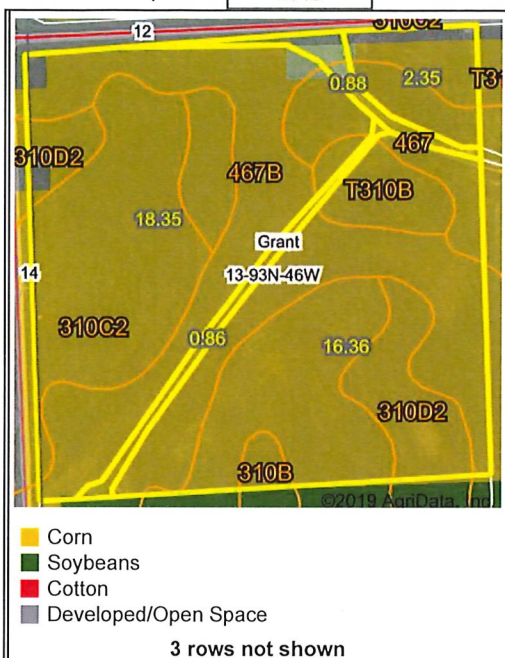 12
310C2
0.88
2.35
T31
310D2
467B
467
T310B
18.35
Grant
13-93N-46W
14
310C2
0.86
16.36
310D2
310B
©2019 AgriData, Inc.
Corn
Soybeans
Cotton
Developed/Open Space
3 rows not shown